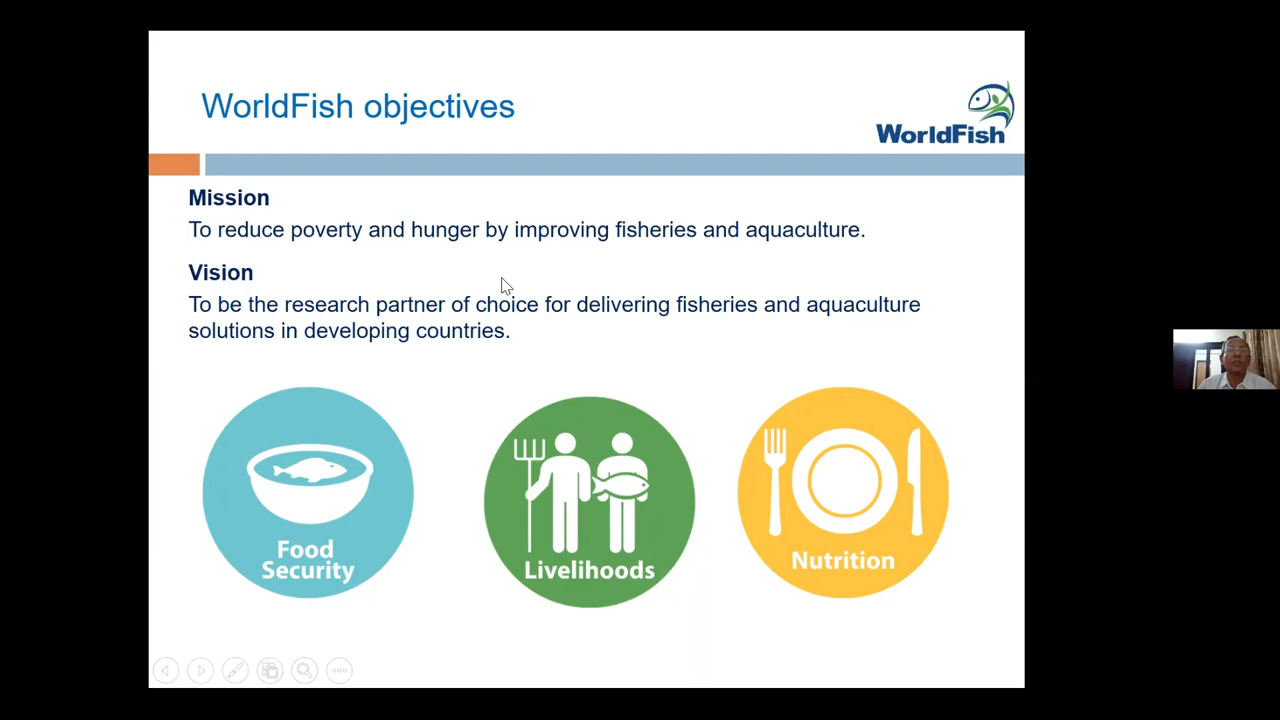 WorldFish objectives
WorldFish
Mission
To reduce poverty and hunger by improving fisheries and aquaculture.
Vision
To be the research partner of choice for delivering fisheries and aquaculture
solutions in developing countries.
Food
Security
Livelihoods
Nutrition